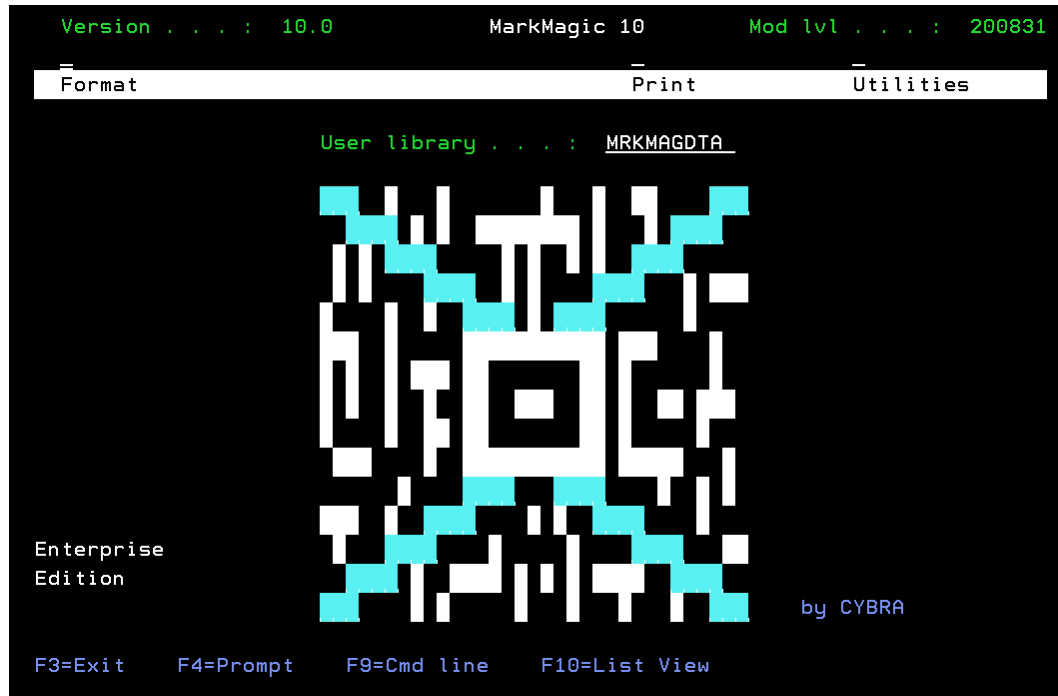 Version . . . : 10.0 MarkMagic 10 Mod lvl . . . : 200831
Format Print Utilities
User library . . . : MRKMAGDTA
Enterprise
Edition
by CYBRA
F3=Exit F4=Prompt F9=Cmd line F10=List View